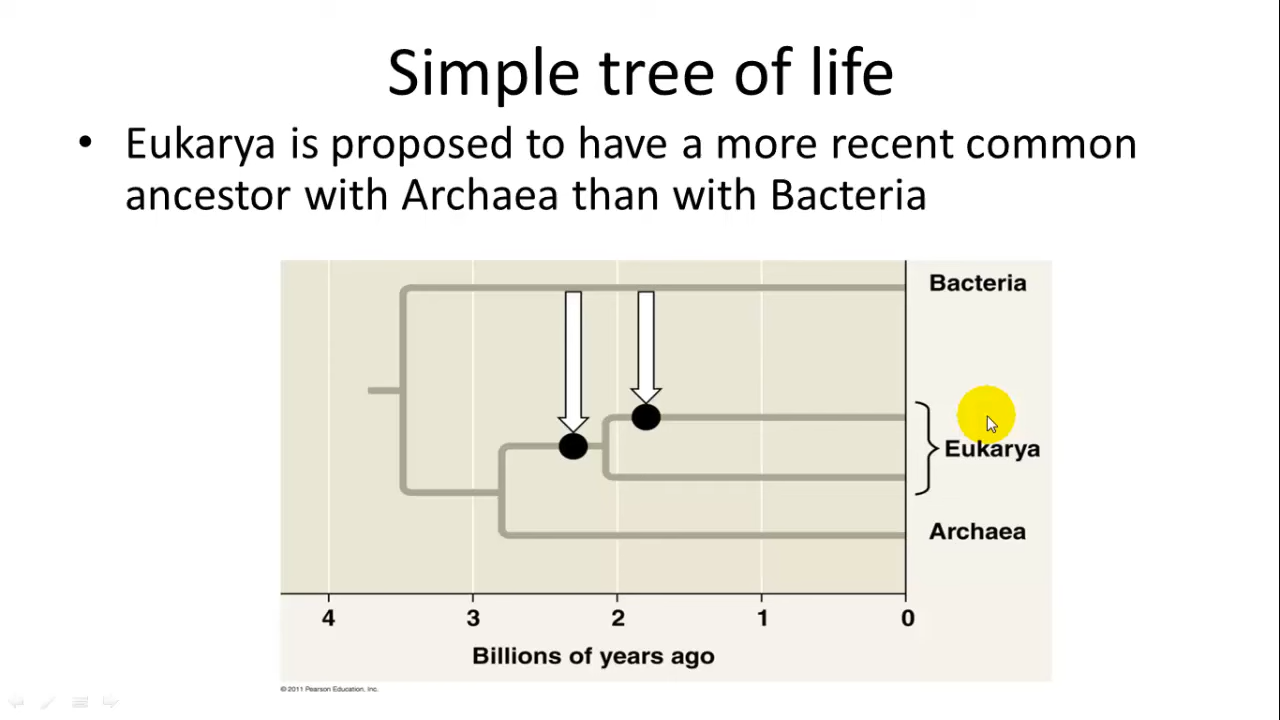 Simple tree of life
• Eukarya is proposed to have a more recent common
ancestor with Archaea than with Bacteria
Bacteria
Eukarya
Archaea
4 3 2 1 0
Billions of years ago
© 2011 Pearson Education, Inc.